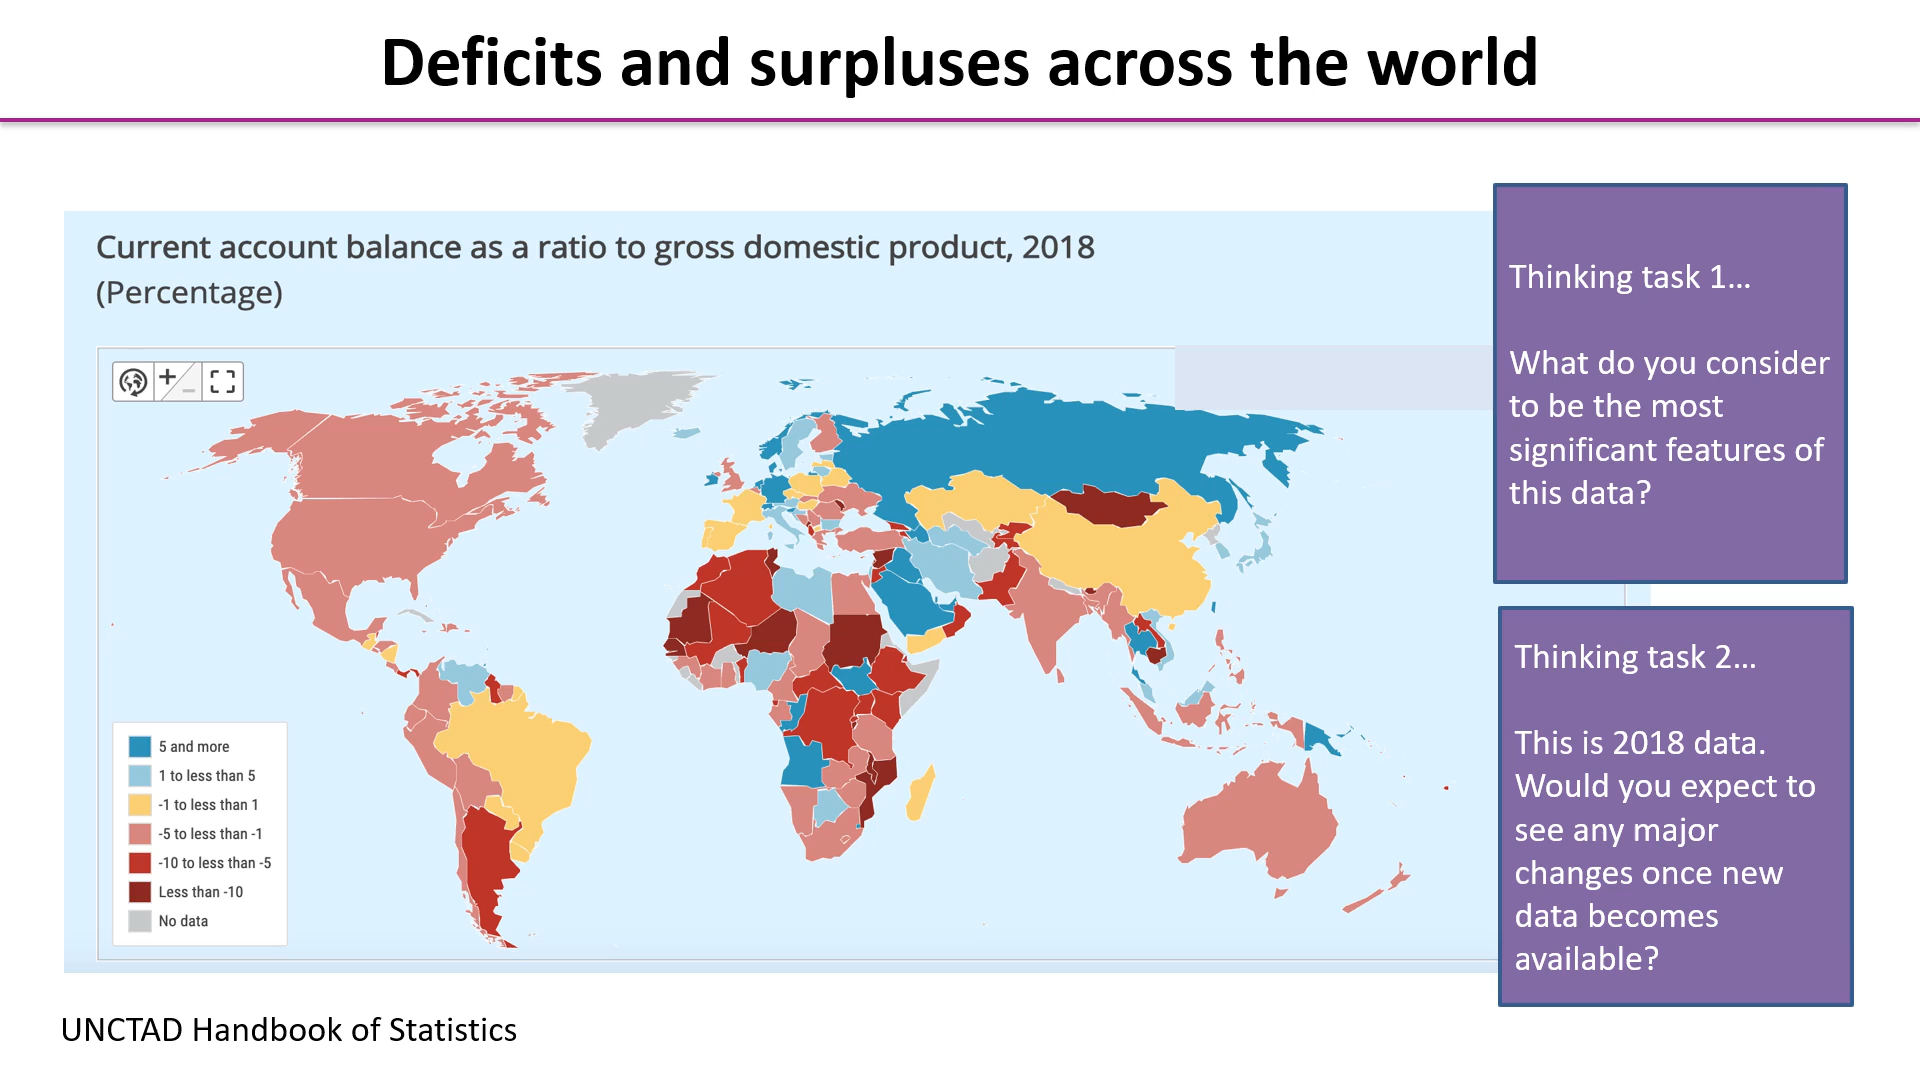 Deficits and surpluses across the world
Current account balance as a ratio to gross domestic product, 2018
(Percentage)
5 and more
1 to less than 5
-1 to less than 1
-5 to less than -1
-10 to less than -5
Less than -10
No data
Thinking task 1...
What do you consider
to be the most
significant features of
this data?
Thinking task 2...
This is 2018 data.
Would you expect to
see any major
changes once new
data becomes
available?
UNCTAD Handbook of Statistics